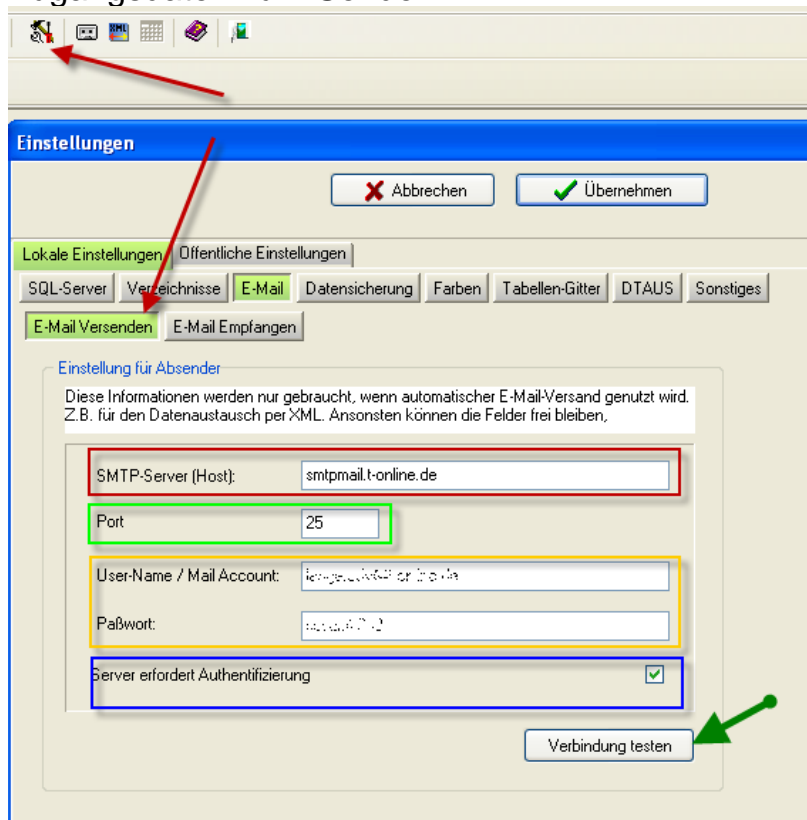 Einstellungen
Abbrechen Übernehmen
Lokale Einstellungen Öffentliche Einstellungen
SQL-Server Verzeichnisse E-Mail Datensicherung Farben Tabellen-Gitter DTAUS Sonstiges
E-Mail Versenden E-Mail Empfangen
Einstellung für Absender
Diese Informationen werden nur gebraucht, wenn automatischer E-Mail-Versand genutzt wird.
Z.B. für den Datenaustausch per XML. Ansonsten können die Felder frei bleiben,
SMTP-Server (Host): smtpmail.t-online.de
Port 25
User-Name / Mail Account:
Paßwort:
Server erfordert Authentifizierung
Verbindung testen